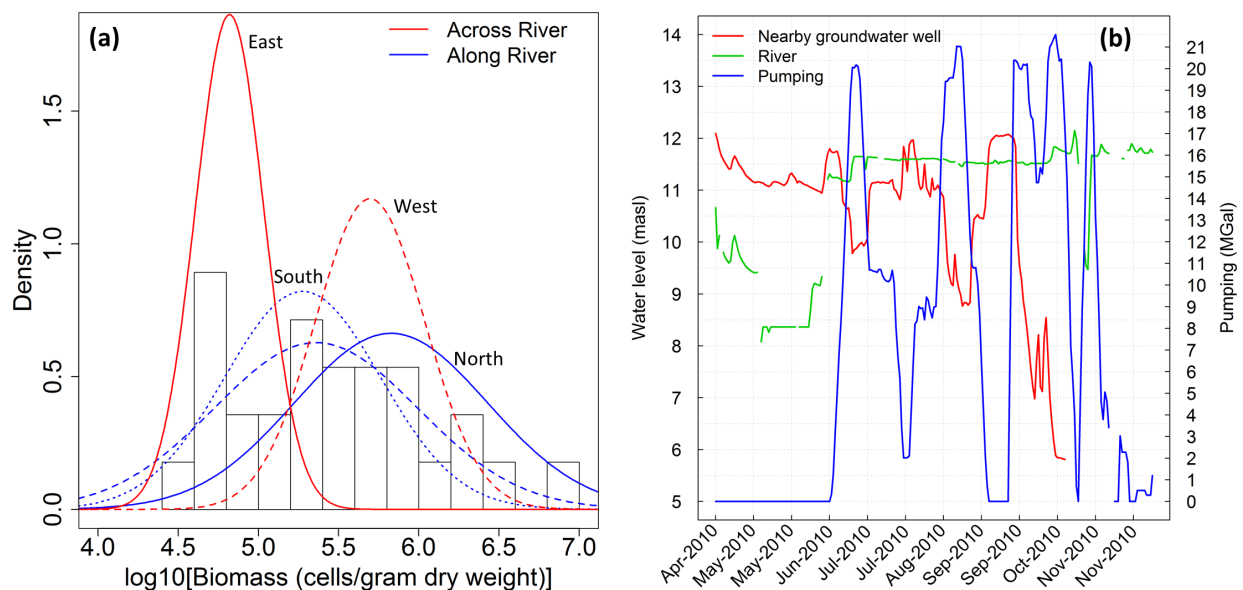 (a)
Across River
Along River
East
West
South
North
Density
0.0
0.5
1.0
1.5
4.0 4.5 5.0 5.5 6.0 6.5 7.0
log10[Biomass (cells/gram dry weight)]
(b)
Nearby groundwater well
River
Pumping
Water level (masl)
14
13
12
11
10
9
8
7
6
5
Pumping (MGal)
21
20
19
18
17
16
15
14
13
12
11
10
9
8
7
6
5
4
3
2
1
0
Apr-2010
May-2010
May-2010
Jun-2010
Jul-2010
Jul-2010
Aug-2010
Sep-2010
Sep-2010
Oct-2010
Nov-2010
Nov-2010